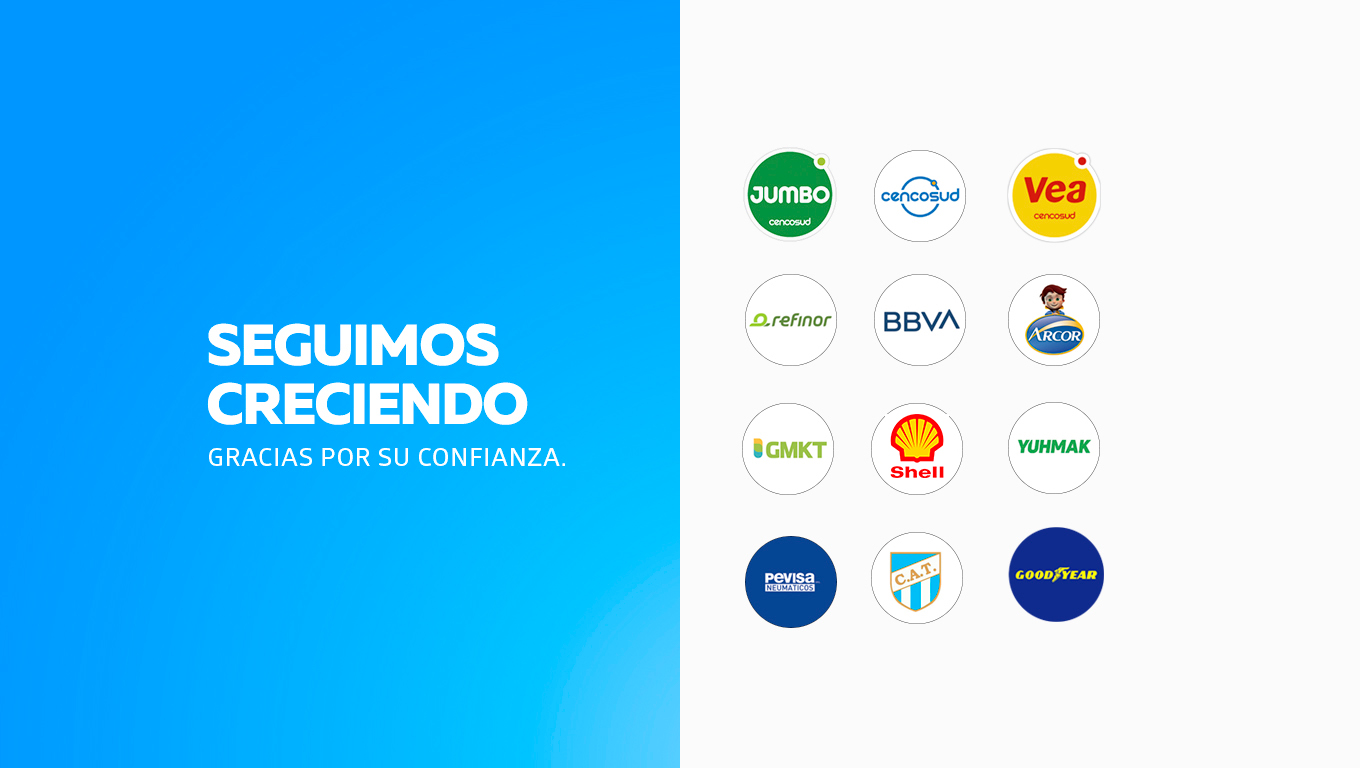 SEGUIMOS
CRECIENDO
GRACIAS POR SU CONFIANZA.
JUMBO
cencosud
cencosud
Vea
cencosud
refinor
BBVA
ARCOR
GMKT
Shell
YUHMAK
Pevisa
NEUMATICOS
C.A.T.
GOODYEAR